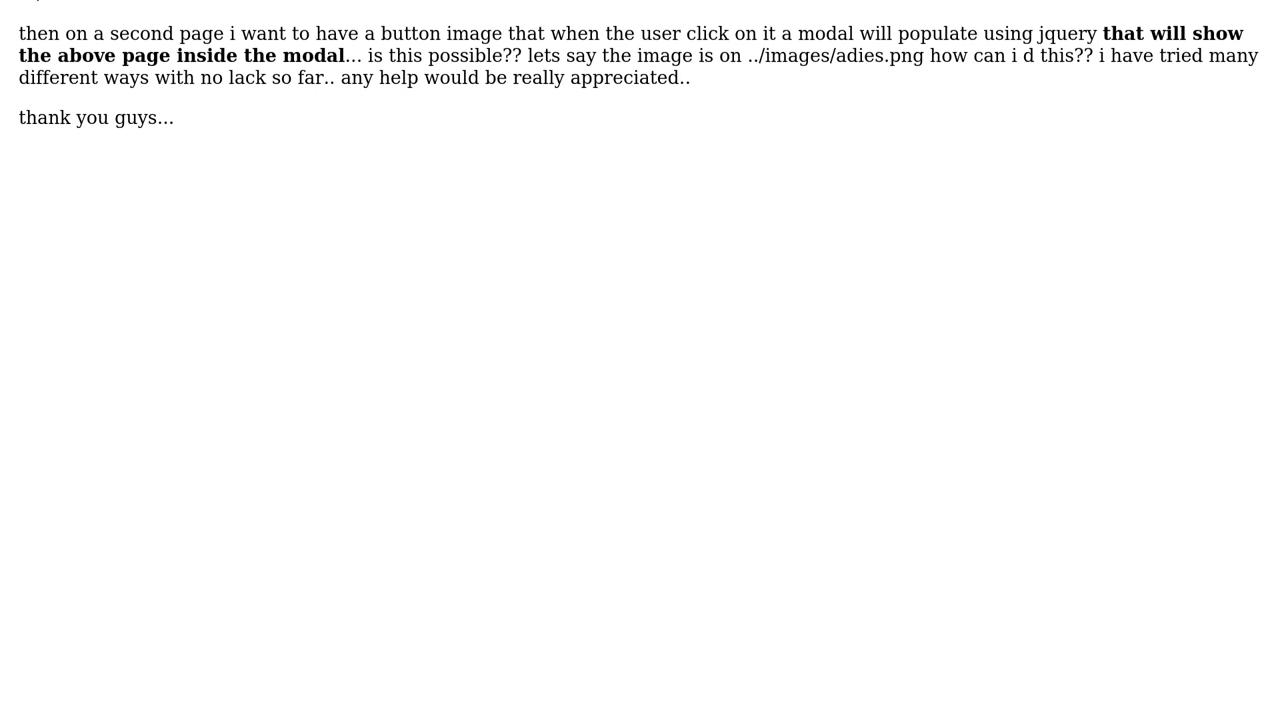 then on a second page i want to have a button image that when the user click on it a modal will populate using jquery that will show
the above page inside the modal... is this possible?? lets say the image is on ../images/adies.png how can i d this?? i have tried many
different ways with no lack so far.. any help would be really appreciated..
thank you guys...